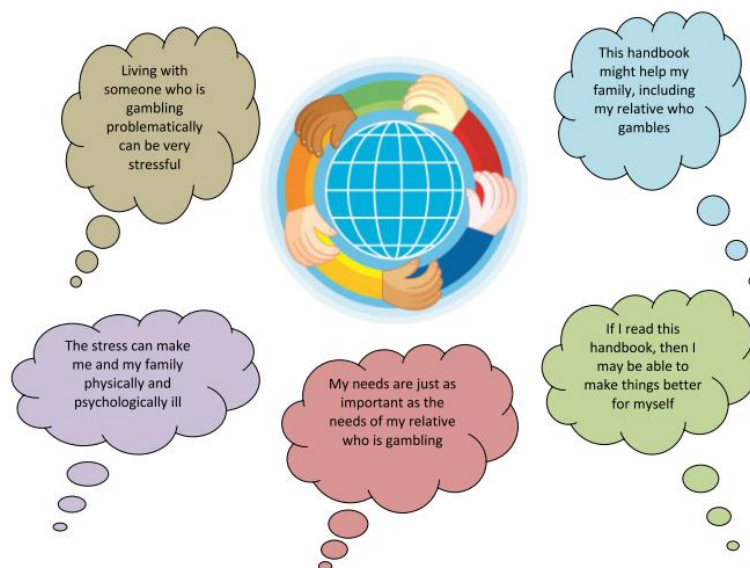 Living with
someone who is
gambling
problematically
can be very
stressful
This handbook
might help my
family, including
my relative who
gambles
The stress can make
me and my family
physically and
psychologically ill
My needs are just as
important as the
needs of my relative
who is gambling
If I read this
handbook, then I
may be able to
make things better
for myself